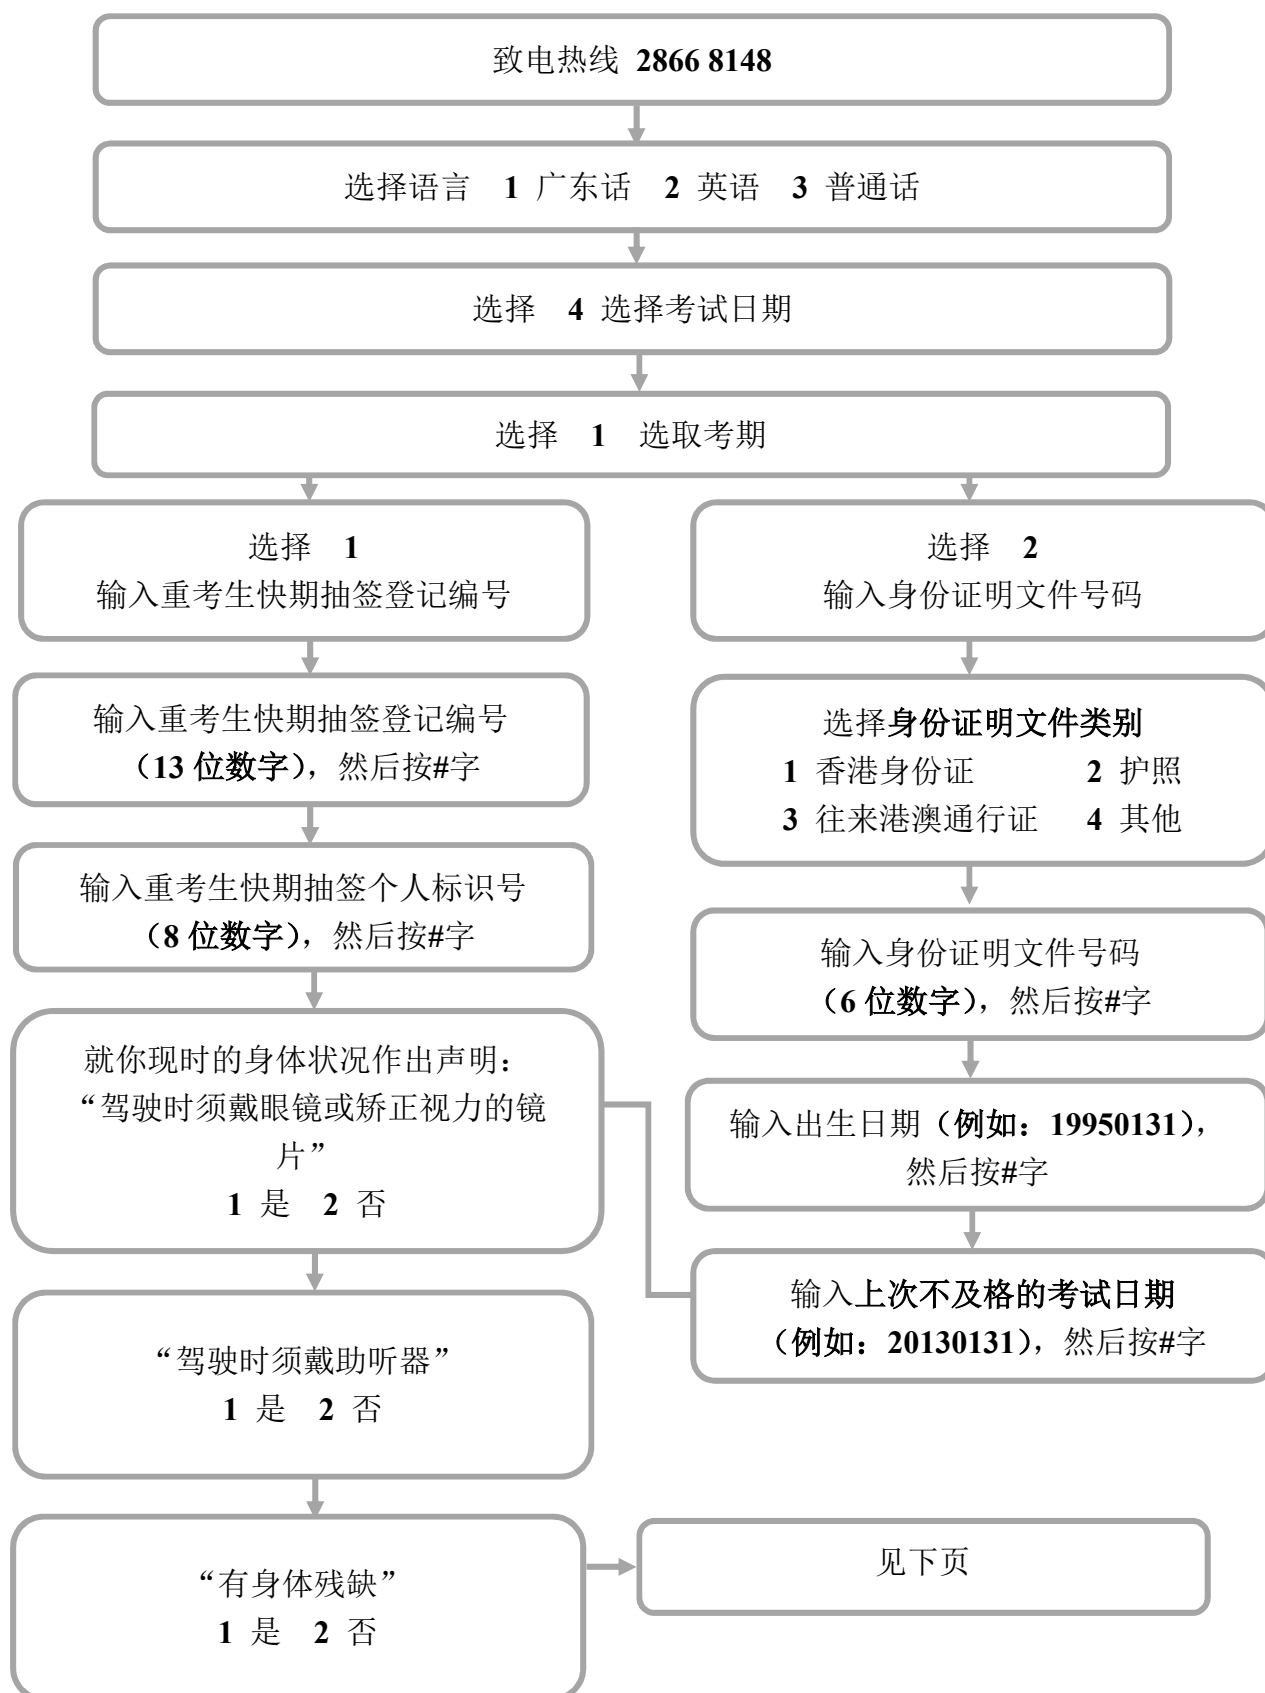 致电热线 2866 8148
选择语言 1 广东话 2 英语 3 普通话
选择 4 选择考试日期
选择 1 选取考期
选择 1
输入重考生快期抽签登记编号
输入重考生快期抽签登记编号
（13 位数字），然后按#字
输入重考生快期抽签个人标识号
（8 位数字），然后按#字
就你现时的身体状况作出声明：
“驾驶时须戴眼镜或矫正视力的镜
片”
1 是 2 否
“驾驶时须戴助听器”
1 是 2 否
“有身体残缺”
1 是 2 否
选择 2
输入身份证明文件号码
选择身份证明文件类别
1 香港身份证 2 护照
3 往来港澳通行证 4 其他
输入身份证明文件号码
（6 位数字），然后按#字
输入出生日期（例如：19950131），
然后按#字
输入上次不及格的考试日期
（例如：20130131），然后按#字
见下页